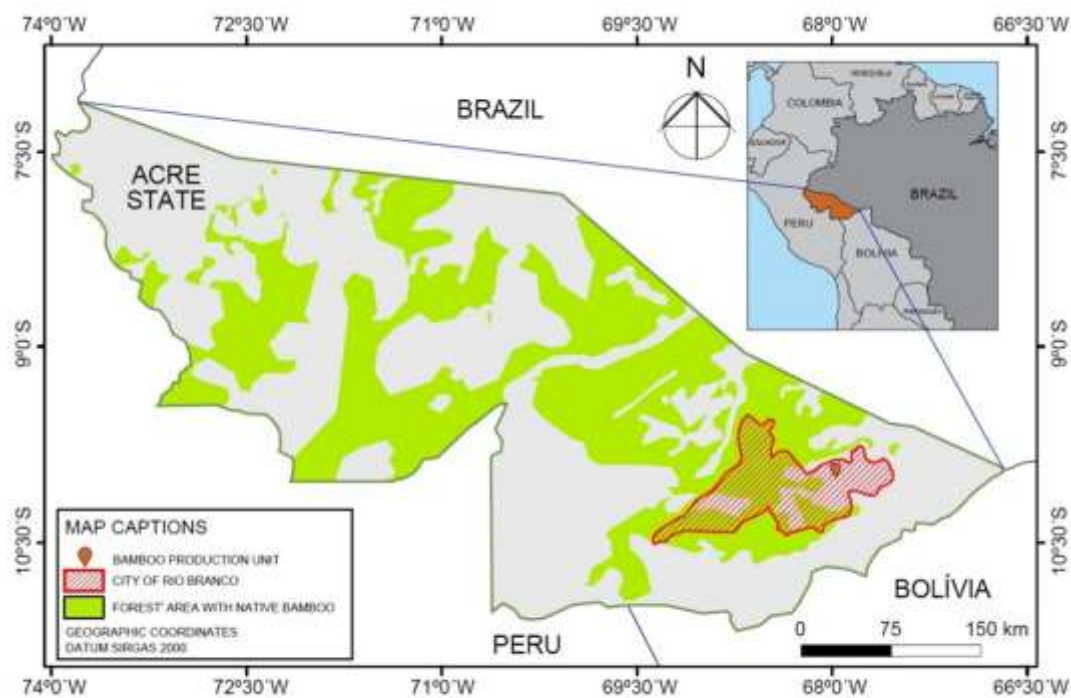 74°0'W 72°30'W 71°0'W 69°30'W 68°0'W 66°30'W
N
BRAZIL
VENEZUELA
COLOMBIA
7°30'S 7°30'S
ACRE
STATE
ECUADOR
BRAZIL
PERU
BOLÍVIA
9°0'S 9°0'S
MAP CAPTIONS
BAMBOO PRODUCTION UNIT
10°30'S 10°30'S
CITY OF RIO BRANCO
BOLÍVIA
FOREST AREA WITH NATIVE BAMBOO
GEOGRAPHIC COORDINATES
DATUM SIRGAS 2000
PERU
0 75 150 km
74°0'W 72°30'W 71°0'W 69°30'W 68°0'W 66°30'W